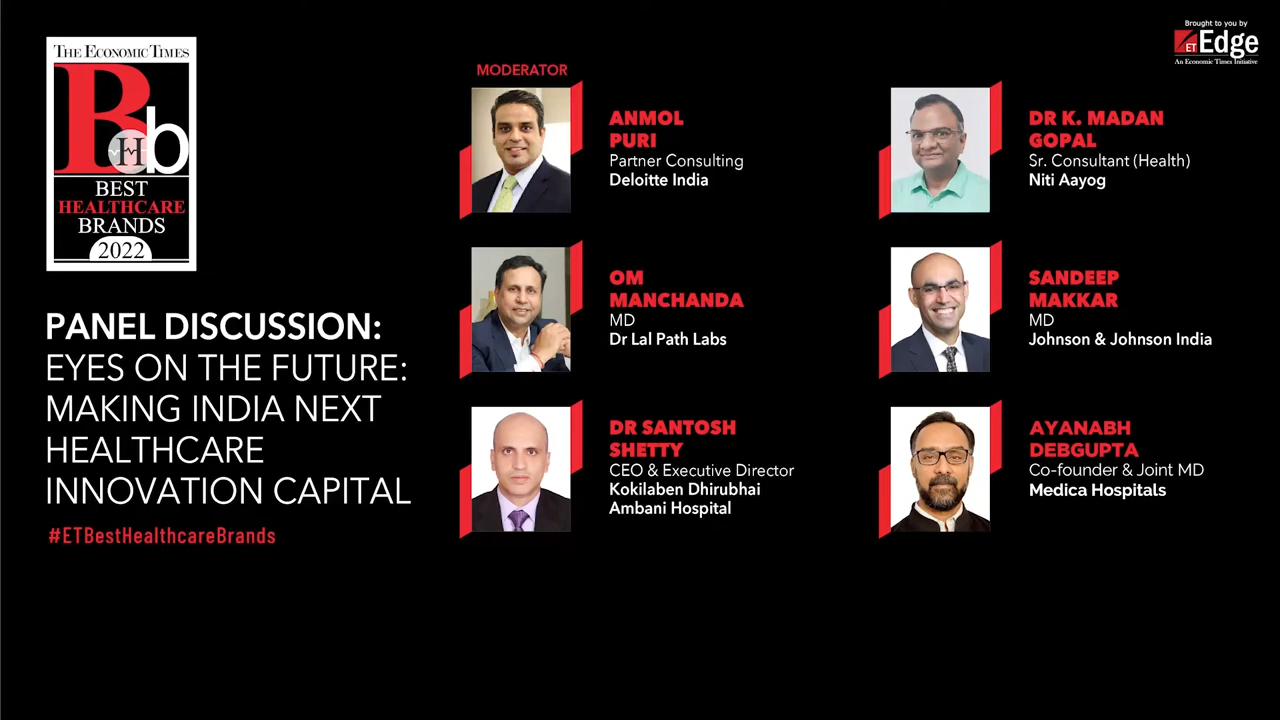 Brought to you by
ET Edge
An Economic Times Initiative
THE ECONOMIC TIMES
BHb
BEST
HEALTHCARE
BRANDS
2022
PANEL DISCUSSION:
EYES ON THE FUTURE:
MAKING INDIA NEXT
HEALTHCARE
INNOVATION CAPITAL
#ETBestHealthcareBrands
MODERATOR
ANMOL
PURI
Partner Consulting
Deloitte India
DR K. MADAN
GOPAL
Sr. Consultant (Health)
Niti Aayog
OM
MANCHANDA
MD
Dr Lal Path Labs
SANDEEP
MAKKAR
MD
Johnson & Johnson India
DR SANTOSH
SHETTY
CEO & Executive Director
Kokilaben Dhirubhai
Ambani Hospital
AYANABH
DEBGUPTA
Co-founder & Joint MD
Medica Hospitals